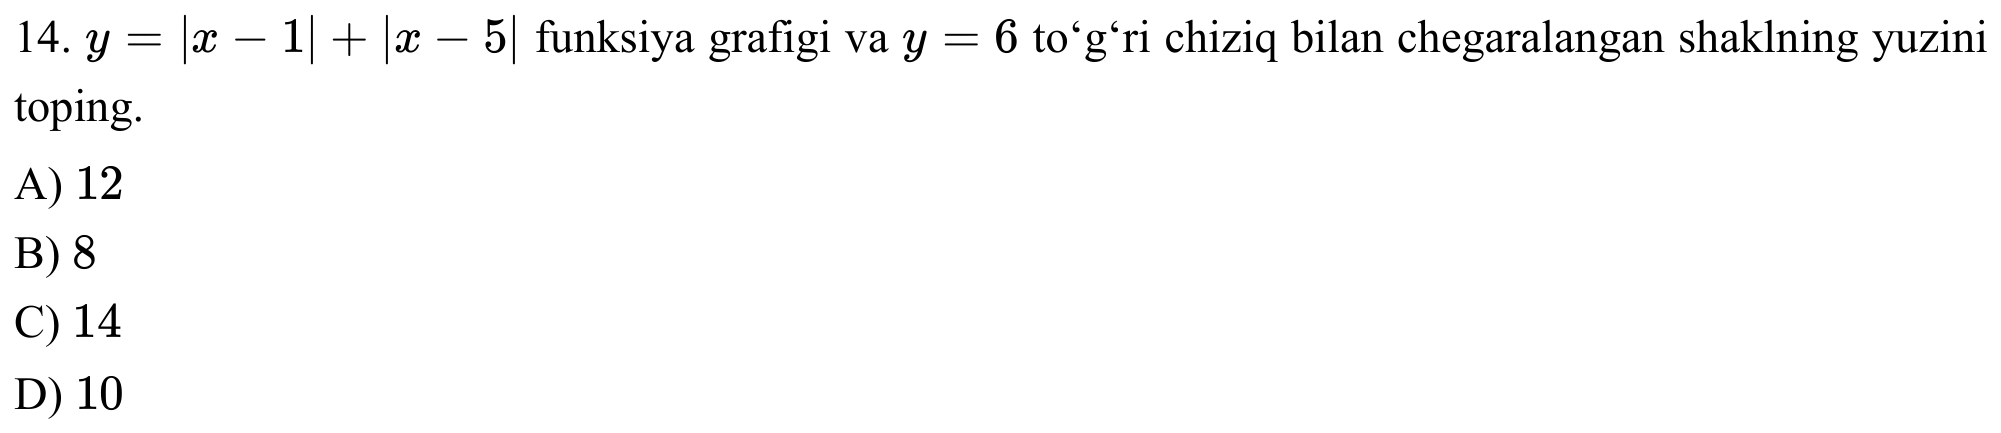 14. y = |x − 1| + |x − 5| funksiya grafigi va y = 6 to‘g‘ri chiziq bilan chegaralangan shaklning yuzini
toping.
A) 12
B) 8
C) 14
D) 10